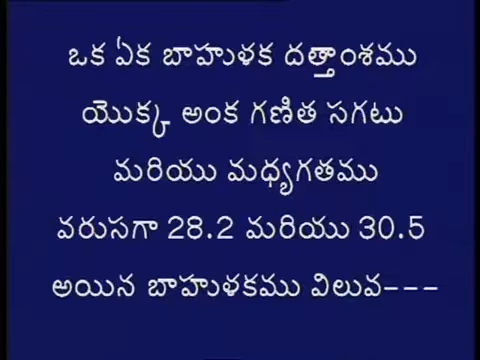 ఒక ఏక బాహుళక దత్తాంశము
యొక్క అంక గణిత సగటు
మరియు మధ్యగతము
వరుసగా 28.2 మరియు 30.5
అయిన బాహుళకము విలువ---